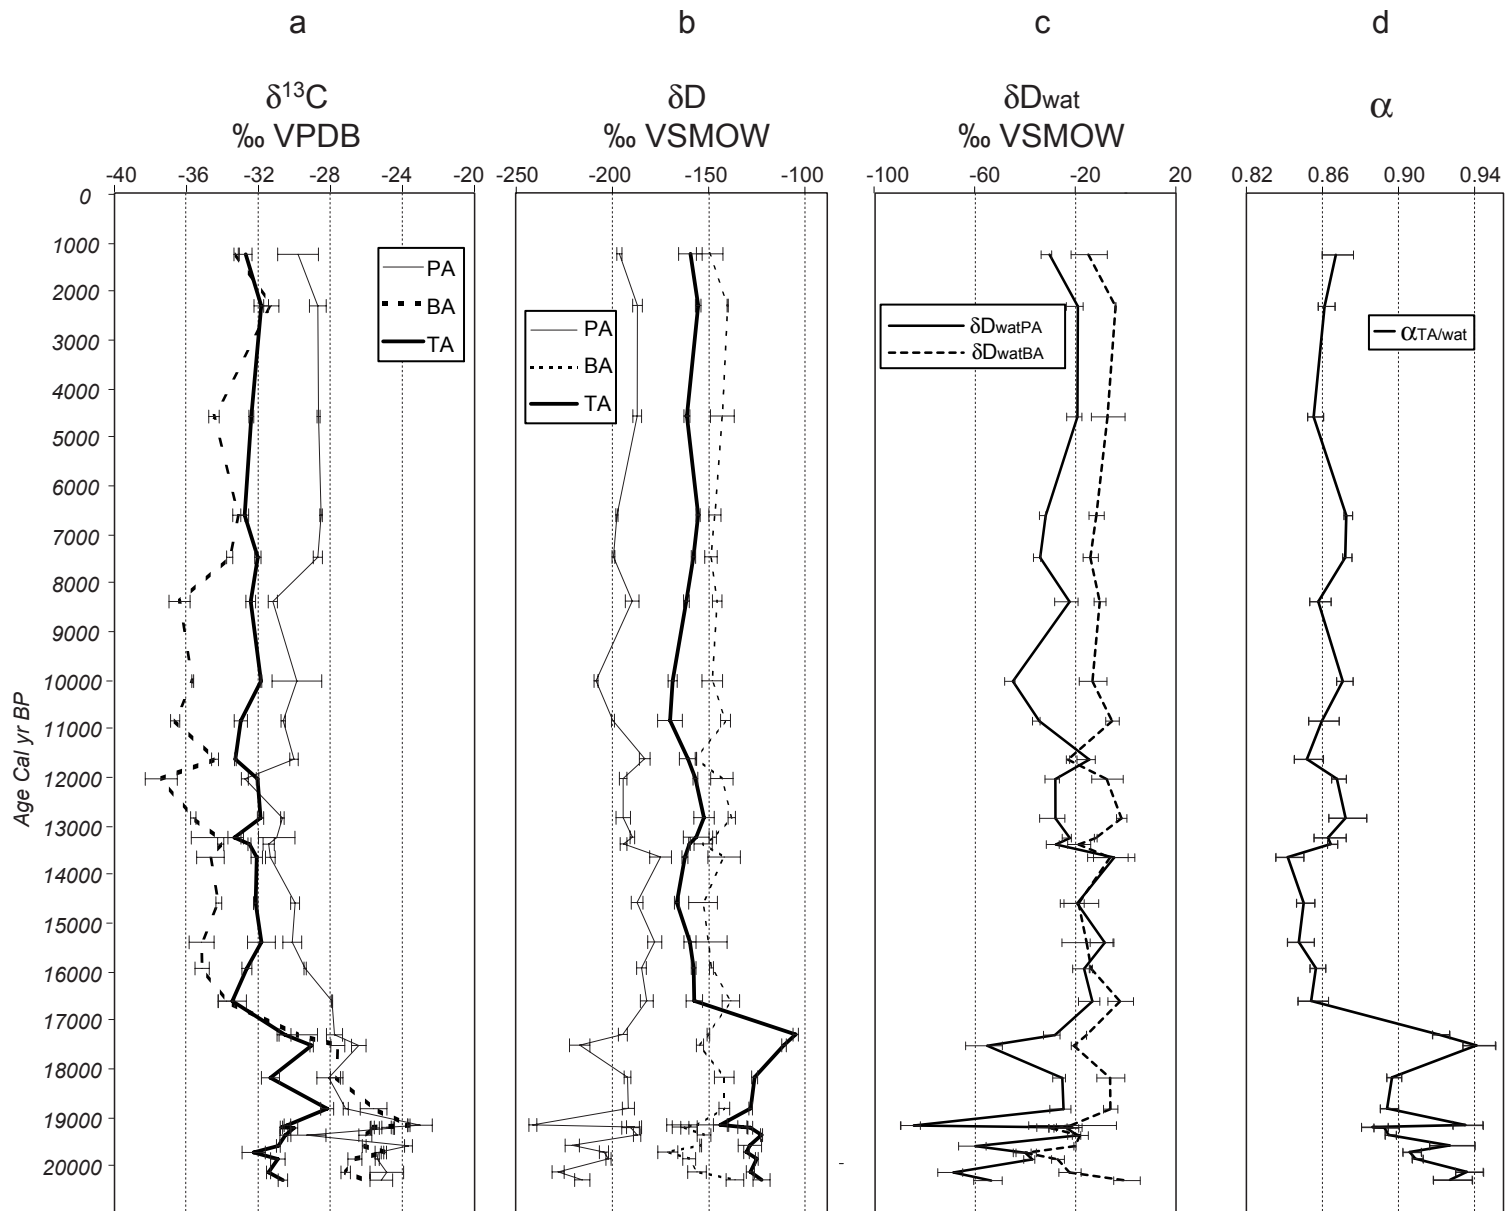 a b c d
δ13C δD δDwat α
‰ VPDB ‰ VSMOW ‰ VSMOW
-40 -36 -32 -28 -24 -20 -250 -200 -150 -100 -100 -60 -20 20 0.82 0.86 0.90 0.94
0
1000
2000
3000
4000
5000
6000
7000
8000
9000
10000
11000
12000
13000
14000
15000
16000
17000
18000
19000
20000
Age Cal yr BP
PA
BA
TA
PA
BA
TA
δDwatPA
δDwatBA
αTA/wat